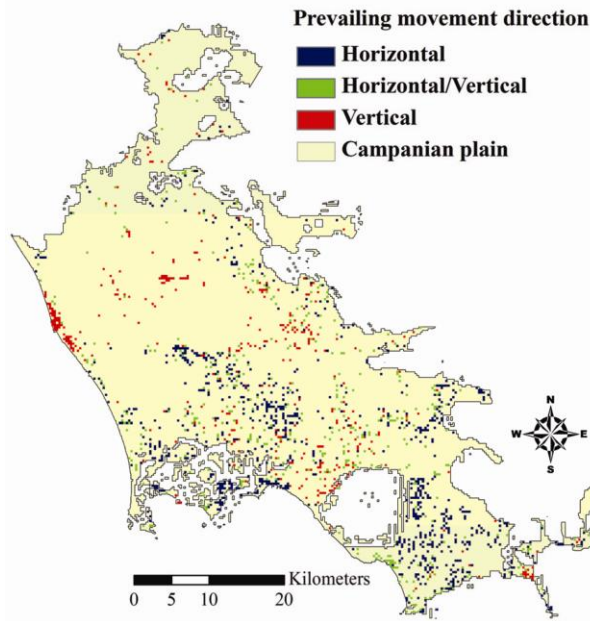 Prevailing movement direction
Horizontal
Horizontal/Vertical
Vertical
Campanian plain
N
W E
S
Kilometers
0 5 10 20